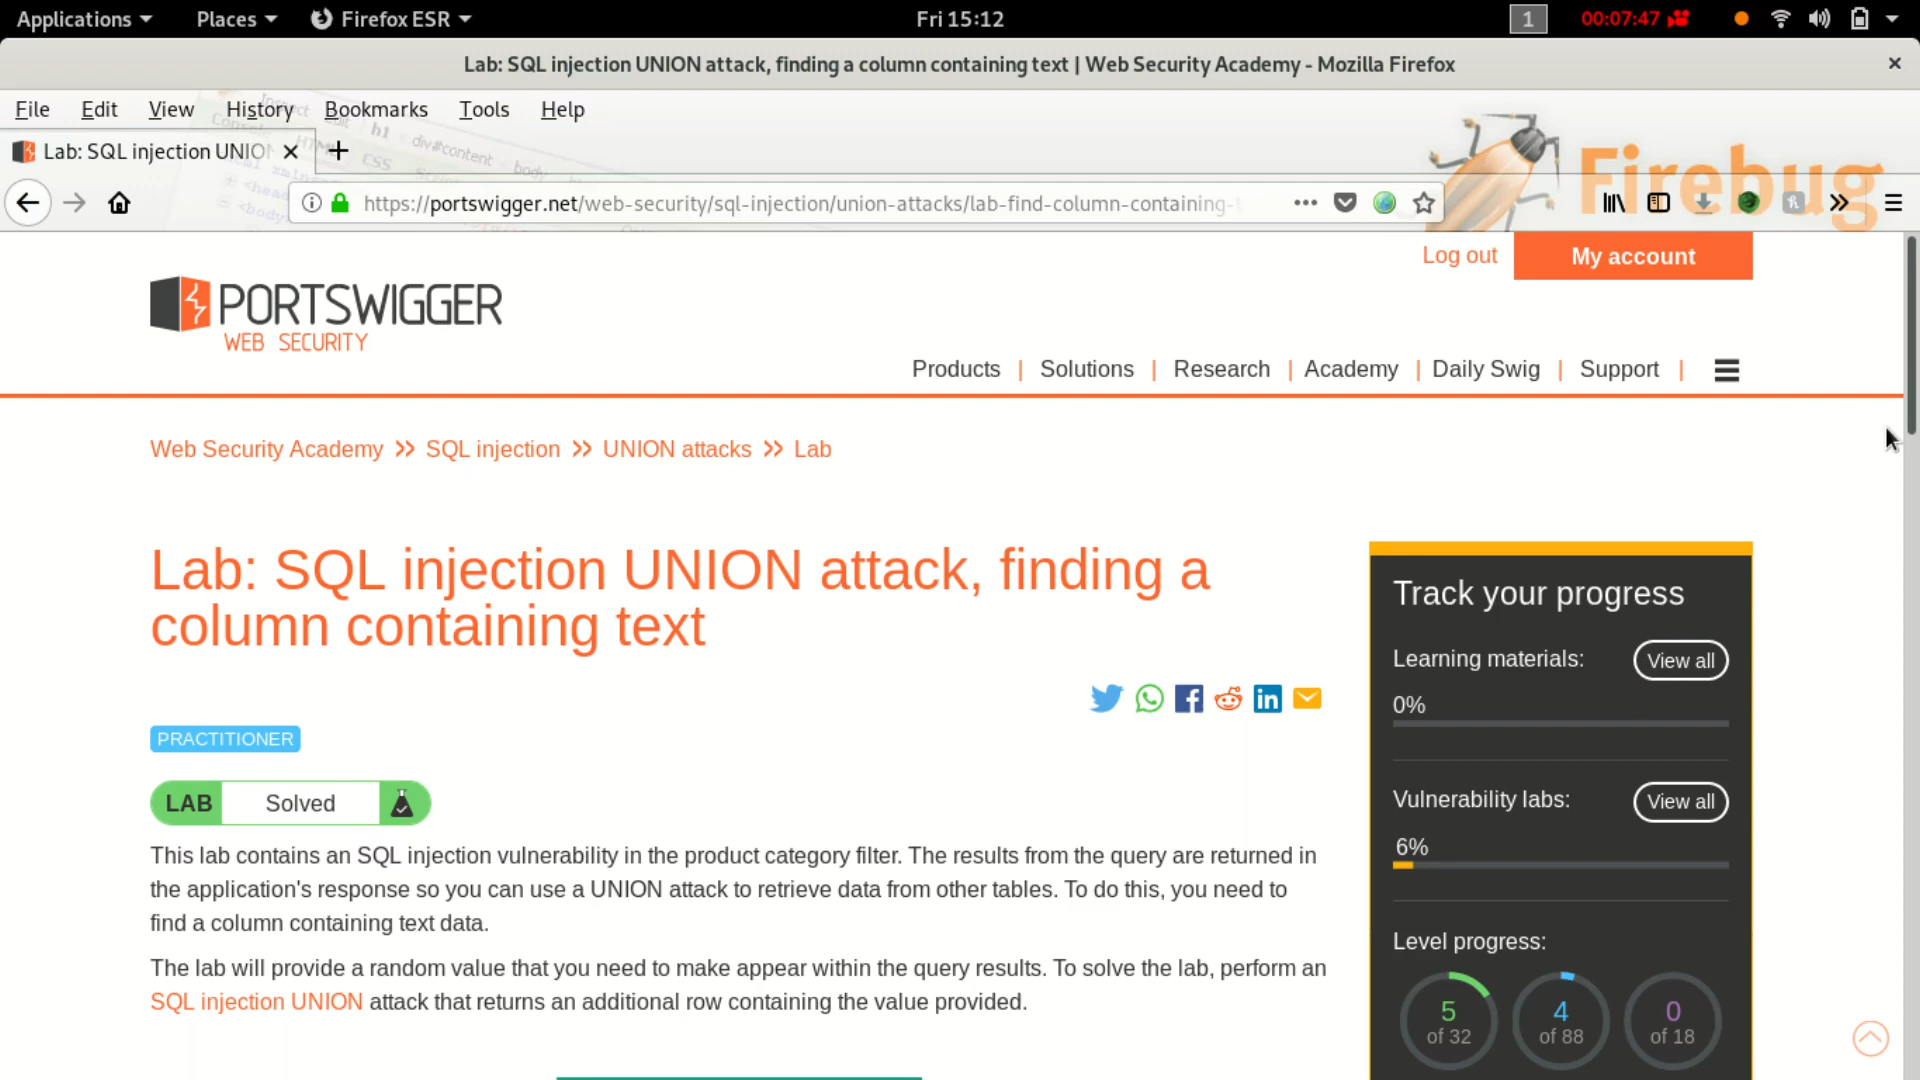 Applications Places Firefox ESR Fri 15:12 1 00:07:47
Lab: SQL injection UNION attack, finding a column containing text | Web Security Academy - Mozilla Firefox
File Edit View History Bookmarks Tools Help
Lab: SQL injection UNIO
Firebug
https://portswigger.net/web-security/sql-injection/union-attacks/lab-find-column-containing-
Log out My account
PORTSWIGGER
WEB SECURITY
Products | Solutions | Research | Academy | Daily Swig | Support |
Web Security Academy >> SQL injection >> UNION attacks >> Lab
Lab: SQL injection UNION attack, finding a
column containing text
PRACTITIONER
LAB Solved
This lab contains an SQL injection vulnerability in the product category filter. The results from the query are returned in
the application's response so you can use a UNION attack to retrieve data from other tables. To do this, you need to
find a column containing text data.
The lab will provide a random value that you need to make appear within the query results. To solve the lab, perform an
SQL injection UNION attack that returns an additional row containing the value provided.
Track your progress
Learning materials: View all
0%
Vulnerability labs: View all
6%
Level progress:
5 4 0
of 32 of 88 of 18